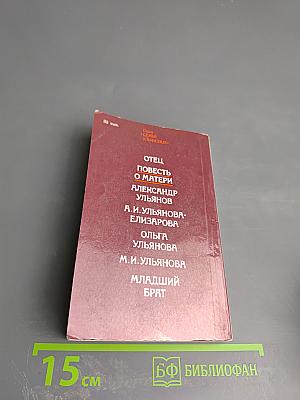 ОТЕЦ
ПОВЕСТЬ
О МАТЕРИ
АЛЕКСАНДР
УЛЬЯНОВ
А.И.УЛЬЯНОВА-
ЕЛИЗАРОВА
ОЛЬГА
УЛЬЯНОВА
М.И.УЛЬЯНОВА
МЛАДШИЙ
БРАТ
15 см
БФ БИБЛИОФАН